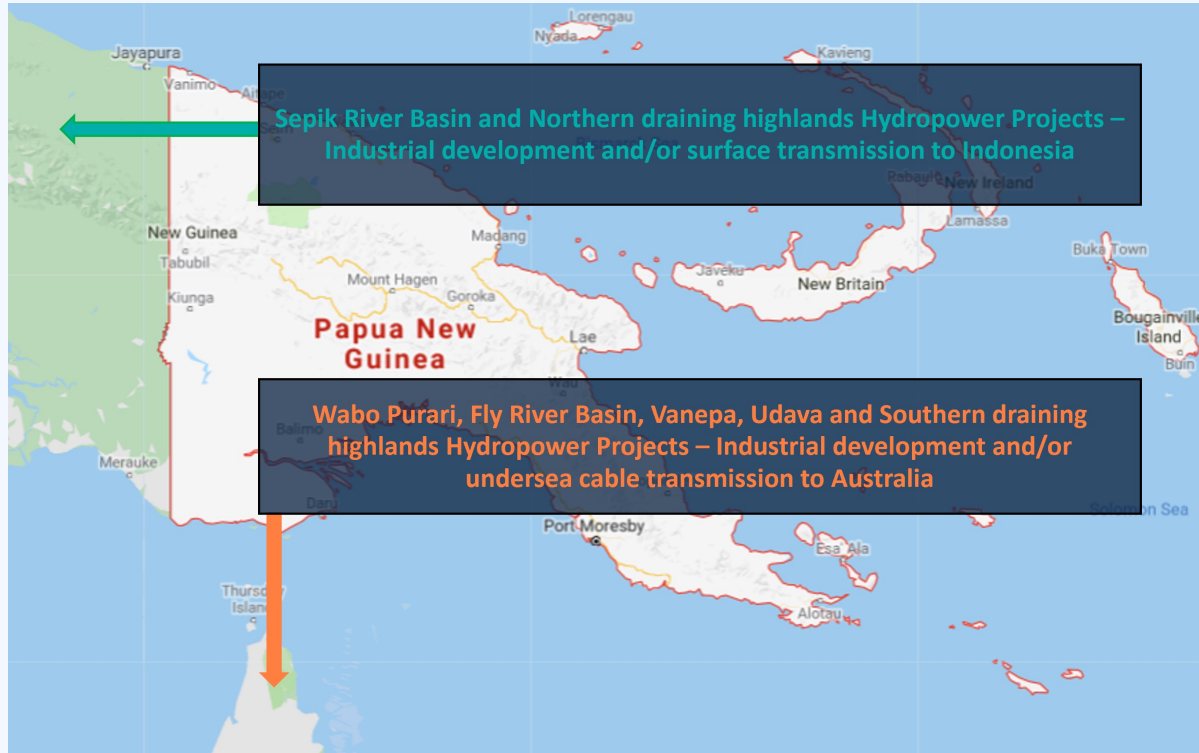 Lorengau
Nyada
Jayapura
Kavieng
Vanimo
Aitape
Sepik River Basin and Northern draining highlands Hydropower Projects –
Industrial development and/or surface transmission to Indonesia
Rabaul
New Ireland
Lamassa
New Guinea
Madang
Buka Town
Tabubil
Javeku
Mount Hagen
New Britain
Kiunga
Goroka
Bougainville
Island
Papua New
Guinea
Lae
Buin
Wau
Wabo Purari, Fly River Basin, Vanepa, Udava and Southern draining
highlands Hydropower Projects – Industrial development and/or
undersea cable transmission to Australia
Balimo
Merauke
Daru
Solomon Sea
Port Moresby
Esa'Ala
Thursday
Island
Alotau